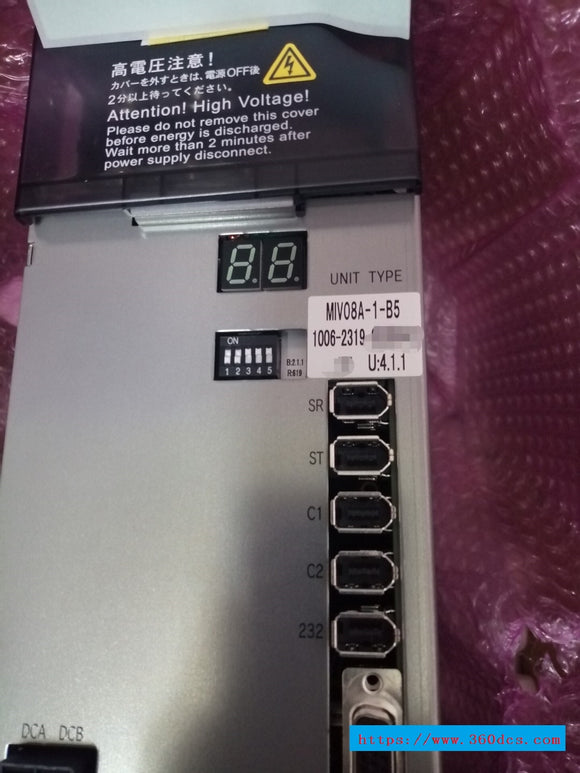 高電圧注意!
カバーを外すときは、電源OFF後
2分以上待ってください。
Attention! High Voltage!
Please do not remove this cover
before energy is discharged.
Wait more than 2 minutes after
power supply disconnect.
UNIT TYPE
MIV08A-1-B5
1006-2319
U:4.1.1
ON
1 2 3 4 5
B:2.1.1
R:619
SR
ST
C1
C2
232
DCA DCB
https://www.360dcs.com/